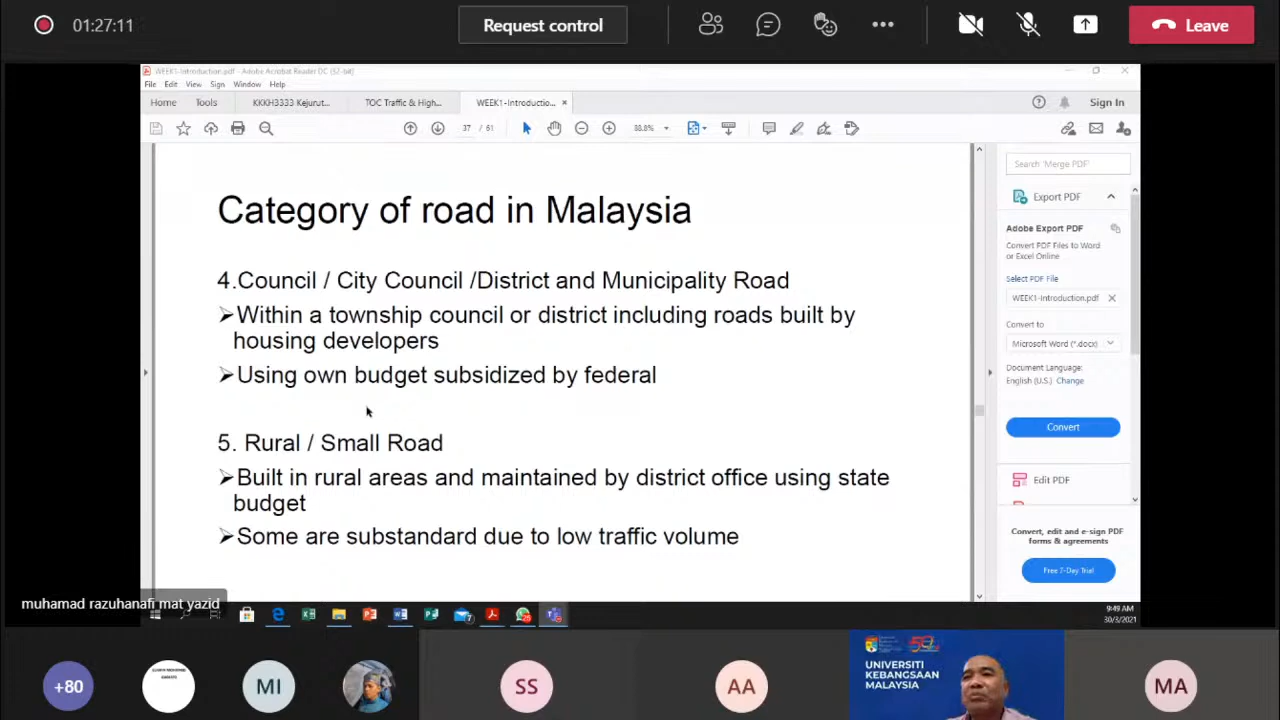 01:27:11
Request control
Leave
WEEK1-Introduction.pdf - Adobe Acrobat Reader DC (32-bit)
File Edit View Sign Window Help
Home Tools KKKH3333 Kejurut... TOC Traffic & High... WEEK1-Introductio... × Sign In
37 / 61 88.8%
Category of road in Malaysia
4.Council / City Council /District and Municipality Road
➢Within a township council or district including roads built by
housing developers
➢Using own budget subsidized by federal
5. Rural / Small Road
➢Built in rural areas and maintained by district office using state
budget
➢Some are substandard due to low traffic volume
Search 'Merge PDF'
Export PDF
Adobe Export PDF
Convert PDF Files to Word
or Excel Online
Select PDF File
WEEK1-Introduction.pdf ×
Convert to
Microsoft Word (*.docx)
Document Language:
English (U.S.) Change
Convert
Edit PDF
Convert, edit and e-sign PDF
forms & agreements
Free 7-Day Trial
muhamad razuhanafi mat yazid
9:49 AM
30/3/2021
+80
MI
SS
AA
UNIVERSITI
KEBANGSAAN
MALAYSIA
MA